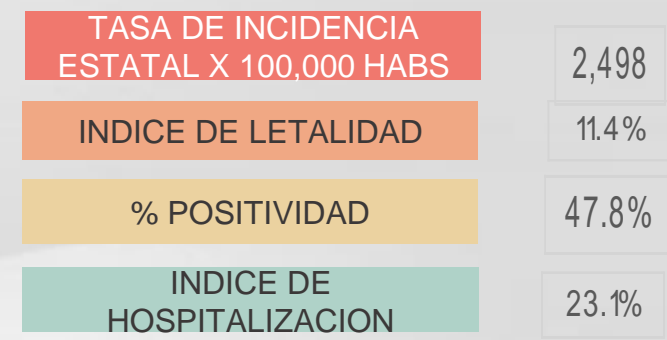 TASA DE INCIDENCIA
ESTATAL X 100,000 HABS
2,498
INDICE DE LETALIDAD
11.4%
% POSITIVIDAD
47.8%
INDICE DE
HOSPITALIZACION
23.1%